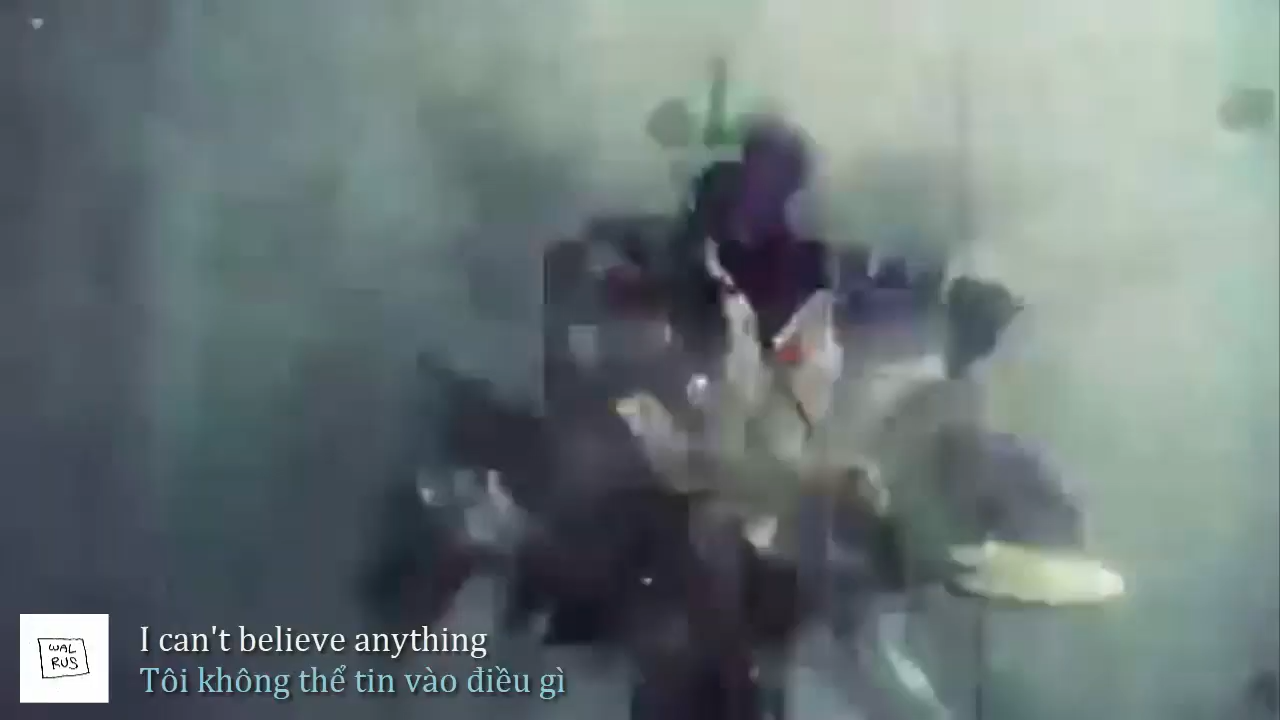 WAL
RUS
I can't believe anything
Tôi không thể tin vào điều gì